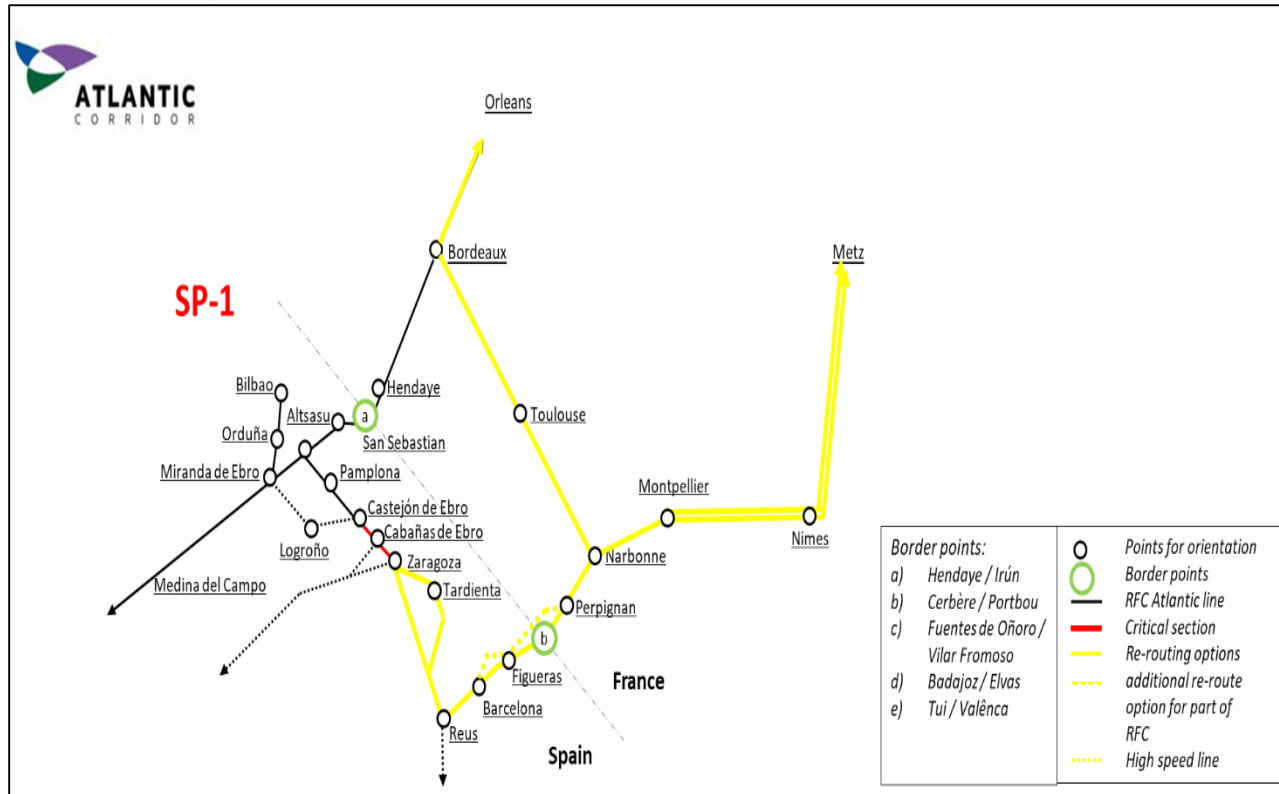 ATLANTIC
CORRIDOR
Orleans
Bordeaux
Metz
SP-1
Hendaye
Bilbao
Altsasu
a
Toulouse
Orduña
San Sebastian
Miranda de Ebro
Pamplona
Montpellier
Castejón de Ebro
Cabañas de Ebro
Logroño
Nimes
Narbonne
Zaragoza
Medina del Campo
Tardienta
Perpignan
b
Figueras
France
Barcelona
Reus
Spain
Border points:
a) Hendaye / Irún
b) Cerbère / Portbou
c) Fuentes de Oñoro /
Vilar Fromoso
d) Badajoz / Elvas
e) Tui / Valênca
Points for orientation
Border points
RFC Atlantic line
Critical section
Re-routing options
additional re-route
option for part of
RFC
High speed line